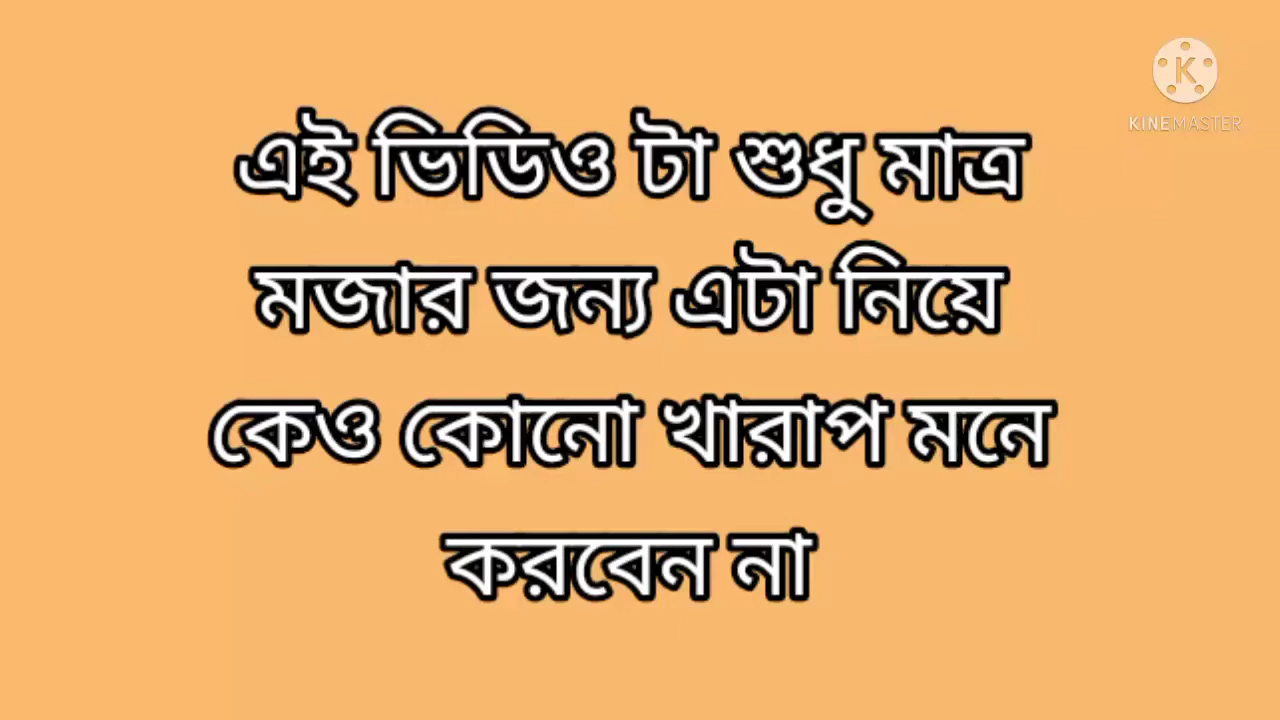 KINEMASTER
এই ভিডিও টা শুধু মাত্র
মজার জন্য এটা নিয়ে
কেও কোনো খারাপ মনে
করবেন না